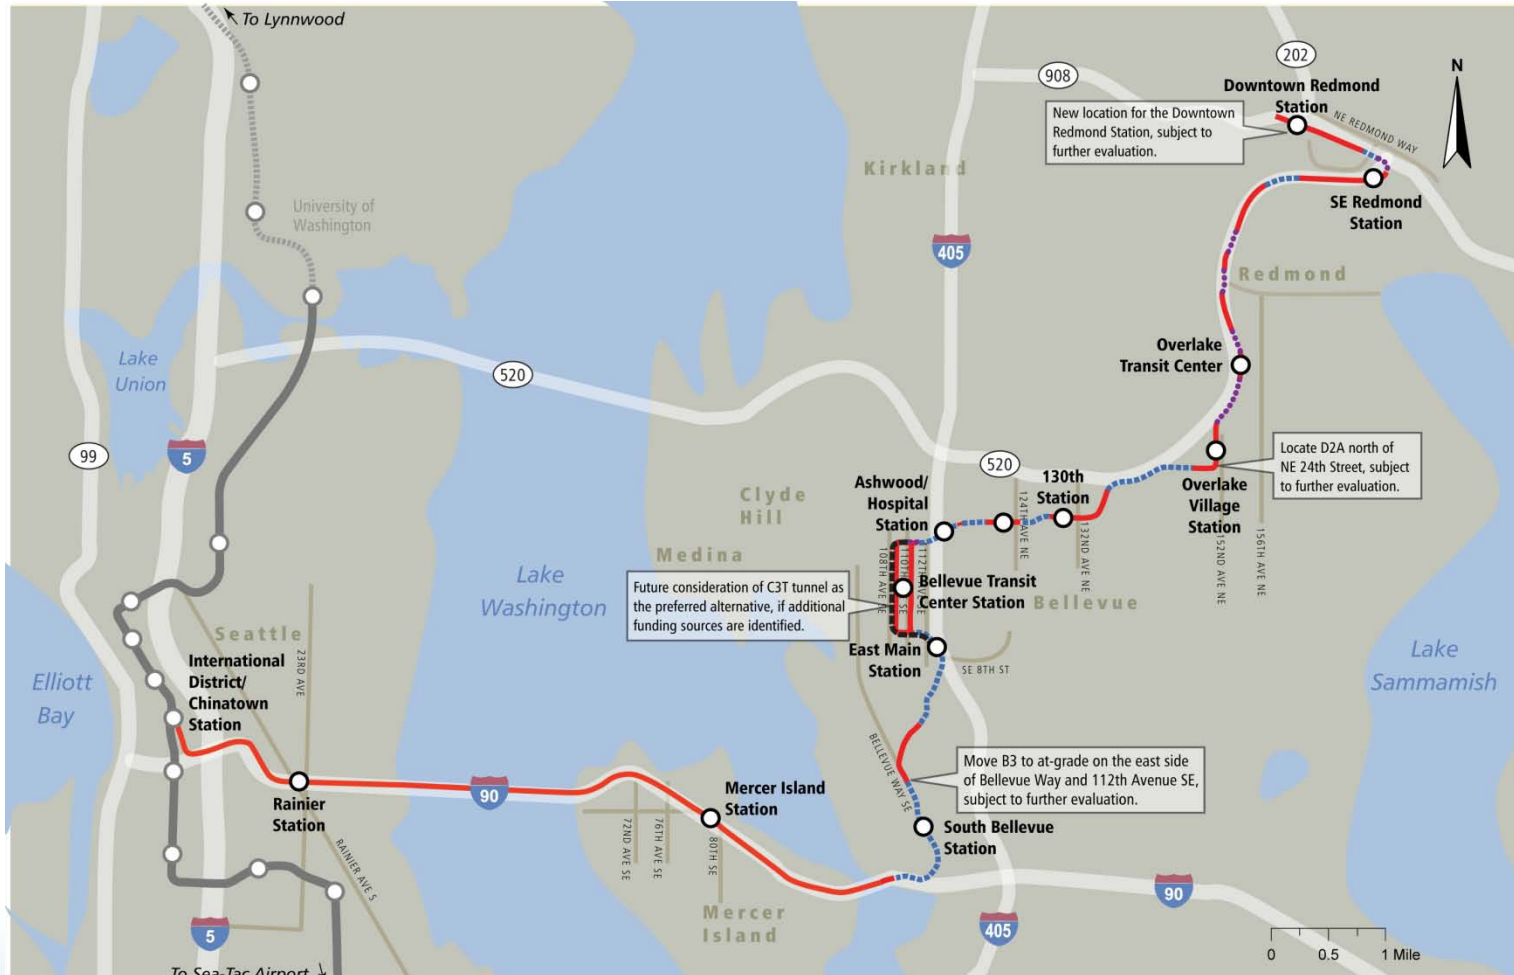 To Lynnwood
202
908
Downtown Redmond
Station
N
New location for the Downtown
Redmond Station, subject to
further evaluation.
NE REDMOND WAY
Kirkland
SE Redmond
Station
University of
Washington
405
Redmond
Lake
Union
Overlake
Transit Center
520
99
5
Locate D2A north of
NE 24th Street, subject
to further evaluation.
520
130th
Station
Ashwood/
Hospital
Station
Overlake
Village
Station
Clyde
Hill
124TH AVE NE
132ND AVE NE
152ND AVE NE
156TH AVE NE
Medina
108TH AVE SE
110TH
SE
112TH AVE SE
Lake
Washington
Future consideration of C3T tunnel as
the preferred alternative, if additional
funding sources are identified.
Bellevue Transit
Center Station
Bellevue
Seattle
23RD AVE
East Main
Station
SE 8TH ST
International
District/
Chinatown
Station
Elliott
Bay
Lake
Sammamish
BELLEVUE WAY SE
Move B3 to at-grade on the east side
of Bellevue Way and 112th Avenue SE,
subject to further evaluation.
Rainier
Station
90
Mercer Island
Station
72ND AVE SE
76TH AVE SE
80TH SE
South Bellevue
Station
RAINIER AVE S
90
Mercer
Island
5
405
0 0.5 1 Mile
To Sea-Tac Airport